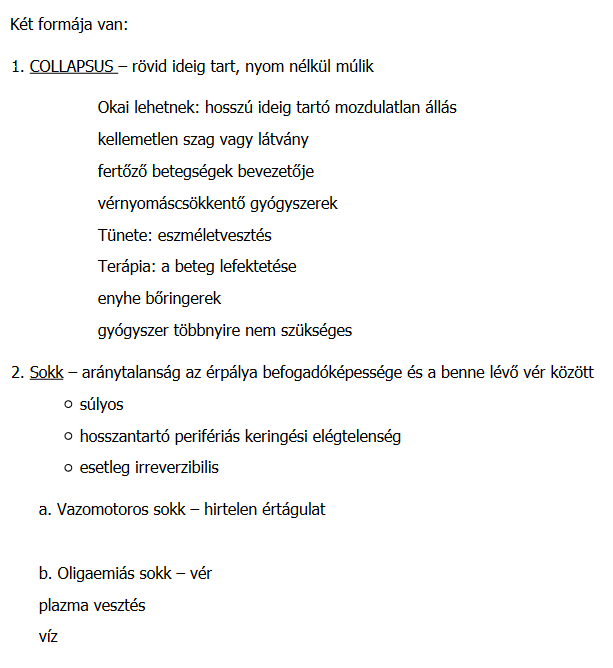 Két formája van:
1. COLLAPSUS – rövid ideig tart, nyom nélkül múlik
Okai lehetnek: hosszú ideig tartó mozdulatlan állás
kellemetlen szag vagy látvány
fertőző betegségek bevezetője
vérnyomáscsökkentő gyógyszerek
Tünete: eszméletvesztés
Terápia: a beteg lefektetése
enyhe bőringerek
gyógyszer többnyire nem szükséges
2. Sokk – aránytalanság az érpálya befogadóképessége és a benne lévő vér között
○ súlyos
○ hosszantartó perifériás keringési elégtelenség
○ esetleg irreverzibilis
a. Vazomotoros sokk – hirtelen értágulat
b. Oligaemiás sokk – vér
plazma vesztés
víz